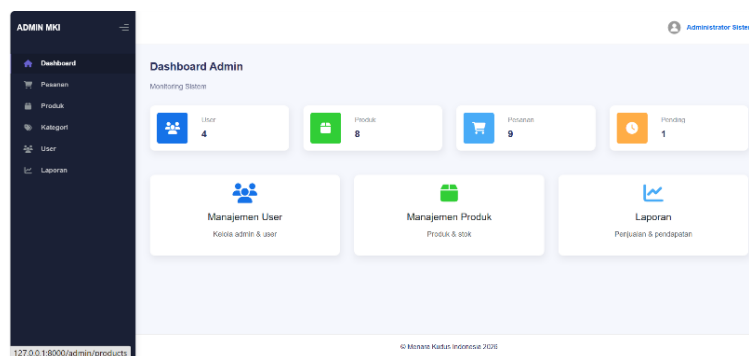 ADMIN MKI
Administrator Sistem
Dashboard
Pesanan
Produk
Kategori
User
Laporan
Dashboard Admin
Monitoring Sistem
User
4
Produk
8
Pesanan
9
Pending
1
Manajemen User
Kelola admin & user
Manajemen Produk
Produk & stok
Laporan
Penjualan & pendapatan
© Menara Kudus Indonesia 2026
127.0.0.1:8000/admin/products